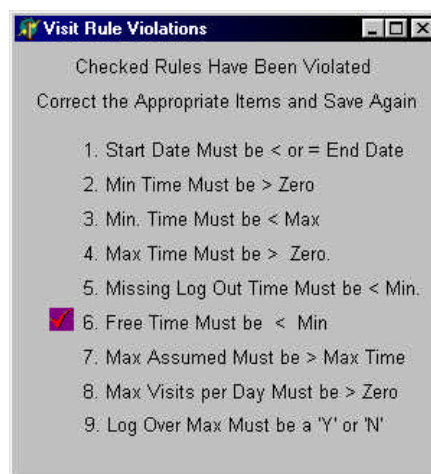 Visit Rule Violations
Checked Rules Have Been Violated
Correct the Appropriate Items and Save Again
1. Start Date Must be < or = End Date
2. Min Time Must be > Zero
3. Min. Time Must be < Max
4. Max Time Must be > Zero.
5. Missing Log Out Time Must be < Min.
6. Free Time Must be < Min
7. Max Assumed Must be > Max Time
8. Max Visits per Day Must be > Zero
9. Log Over Max Must be a 'Y' or 'N'